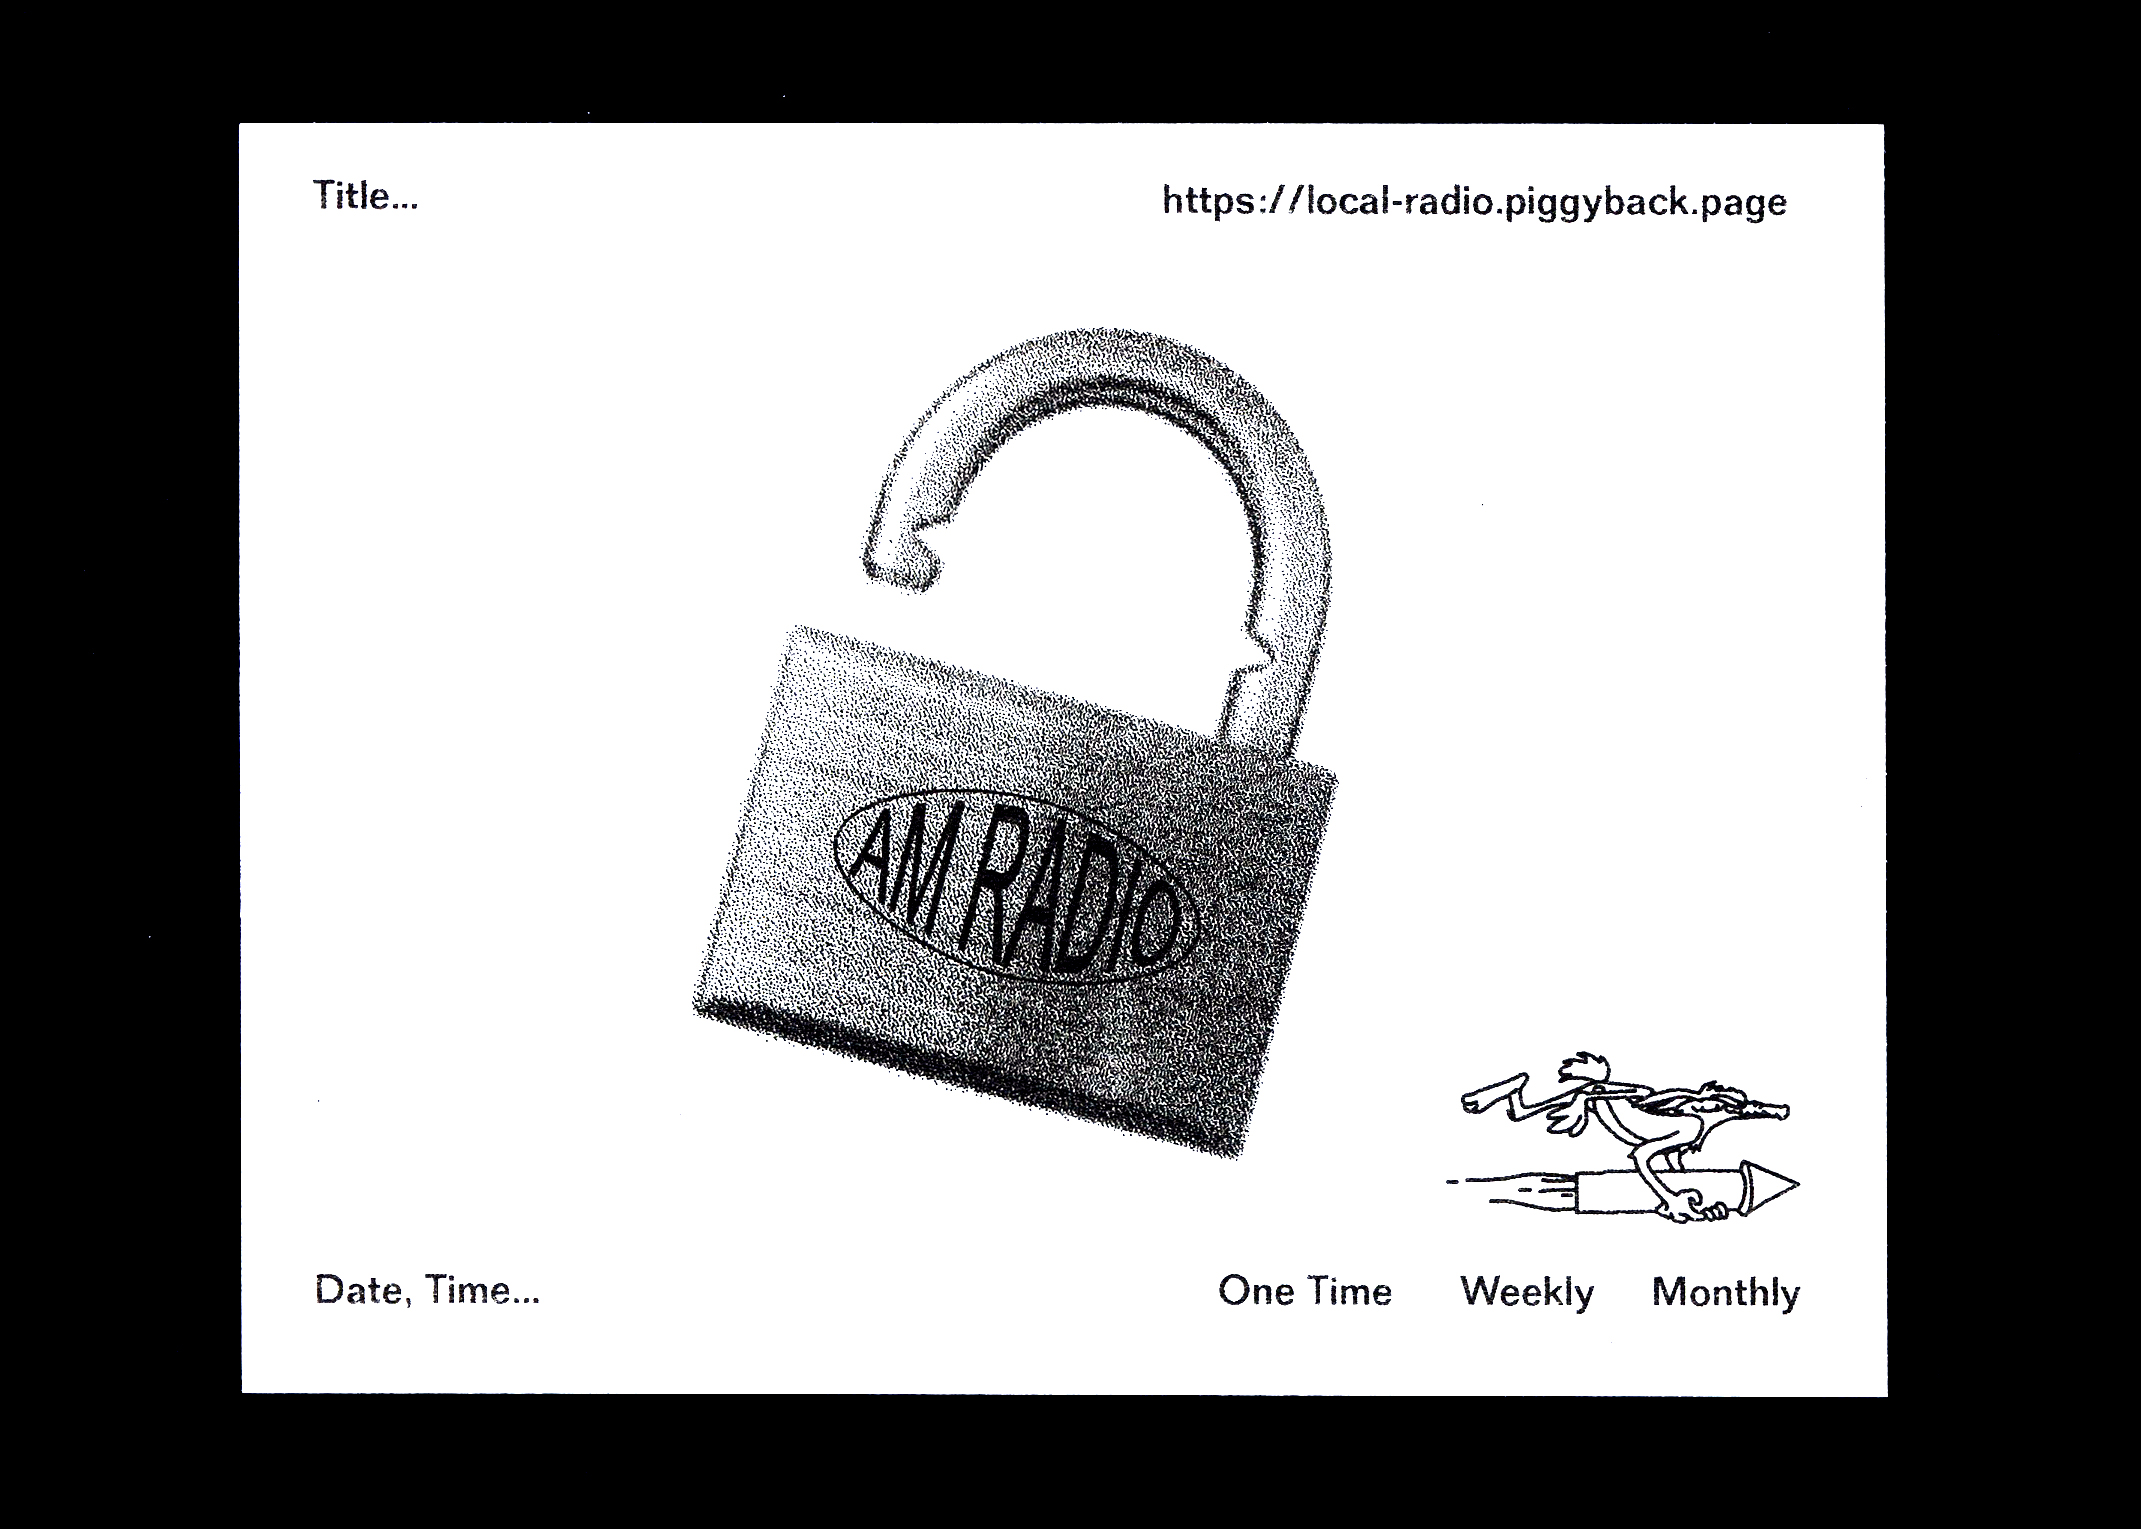 Title...
https://local-radio.piggyback.page
AM RADIO
Date, Time...
One Time Weekly Monthly